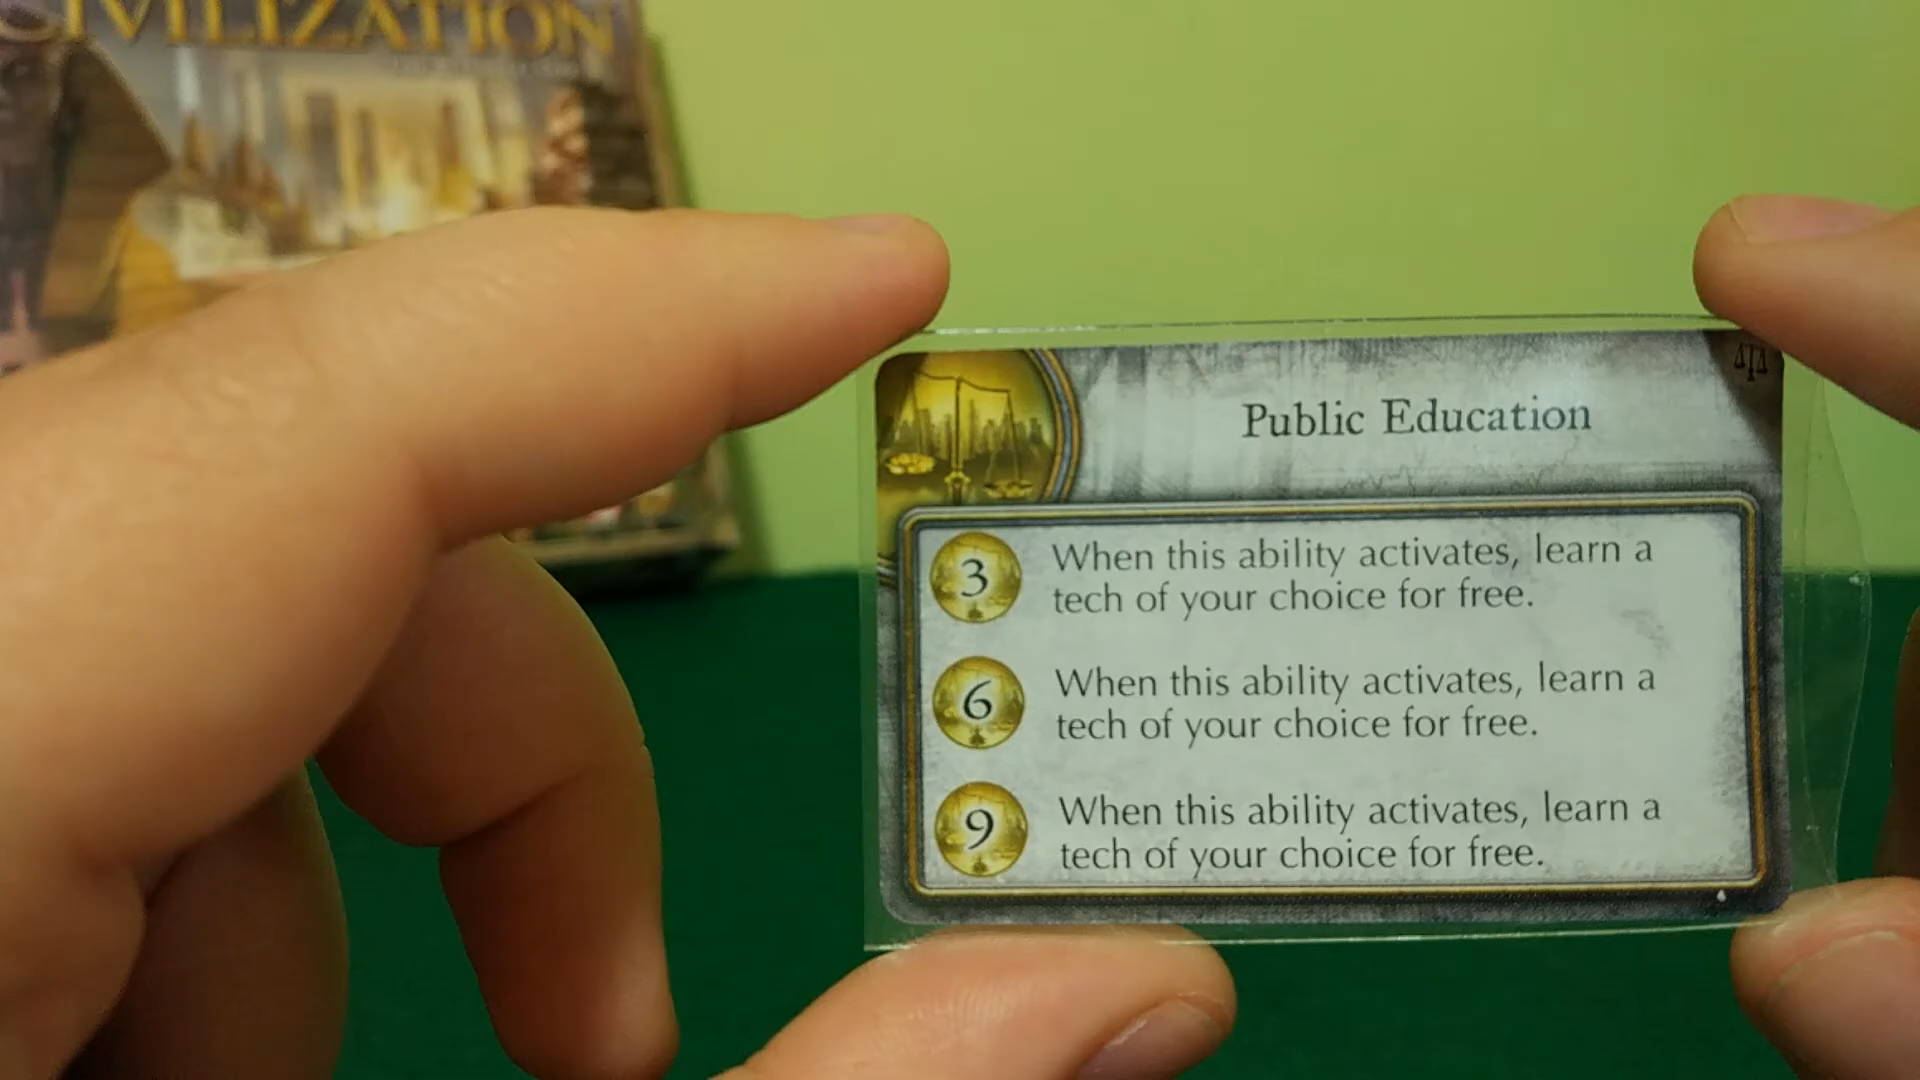 CIVILIZATION
Public Education
3 When this ability activates, learn a
tech of your choice for free.
6 When this ability activates, learn a
tech of your choice for free.
9 When this ability activates, learn a
tech of your choice for free.